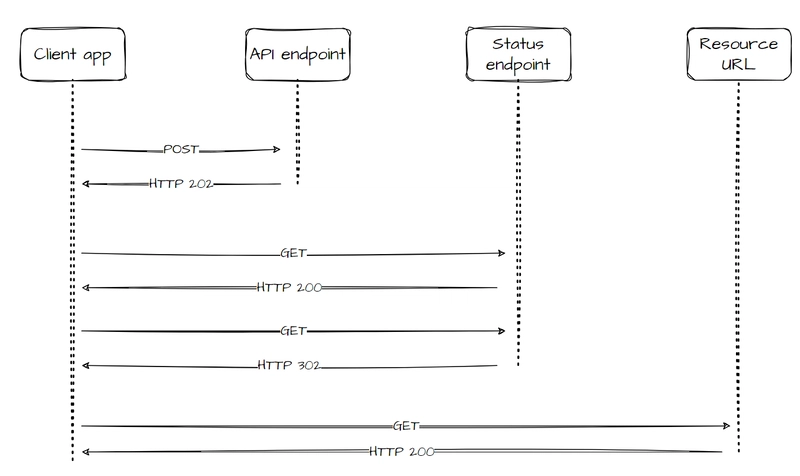 Client app
API endpoint
Status
endpoint
Resource
URL
POST
HTTP 202
GET
HTTP 200
GET
HTTP 302
GET
HTTP 200